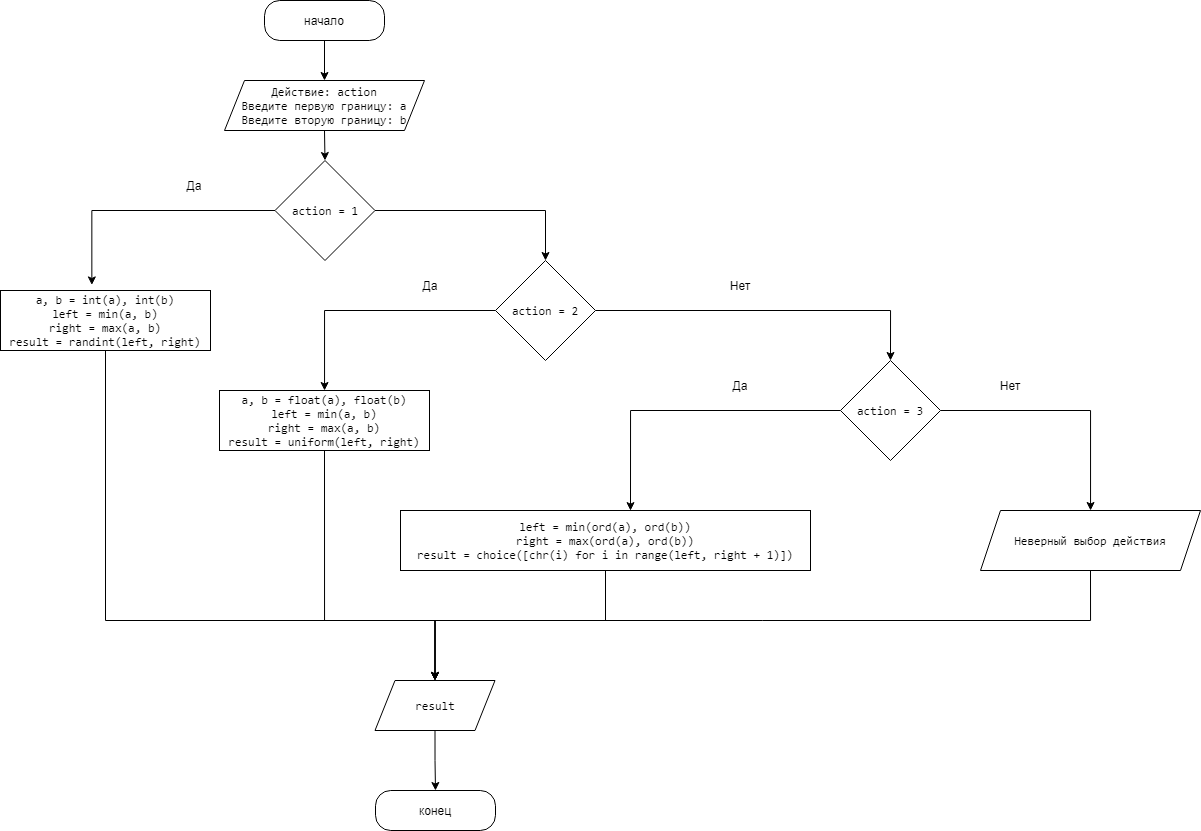 начало
Действие: action
Введите первую границу: a
Введите вторую границу: b
Да
action = 1
a, b = int(a), int(b)
left = min(a, b)
right = max(a, b)
result = randint(left, right)
Да
Нет
action = 2
a, b = float(a), float(b)
left = min(a, b)
right = max(a, b)
result = uniform(left, right)
Да
Нет
action = 3
left = min(ord(a), ord(b))
right = max(ord(a), ord(b))
result = choice([chr(i) for i in range(left, right + 1)])
Неверный выбор действия
result
конец